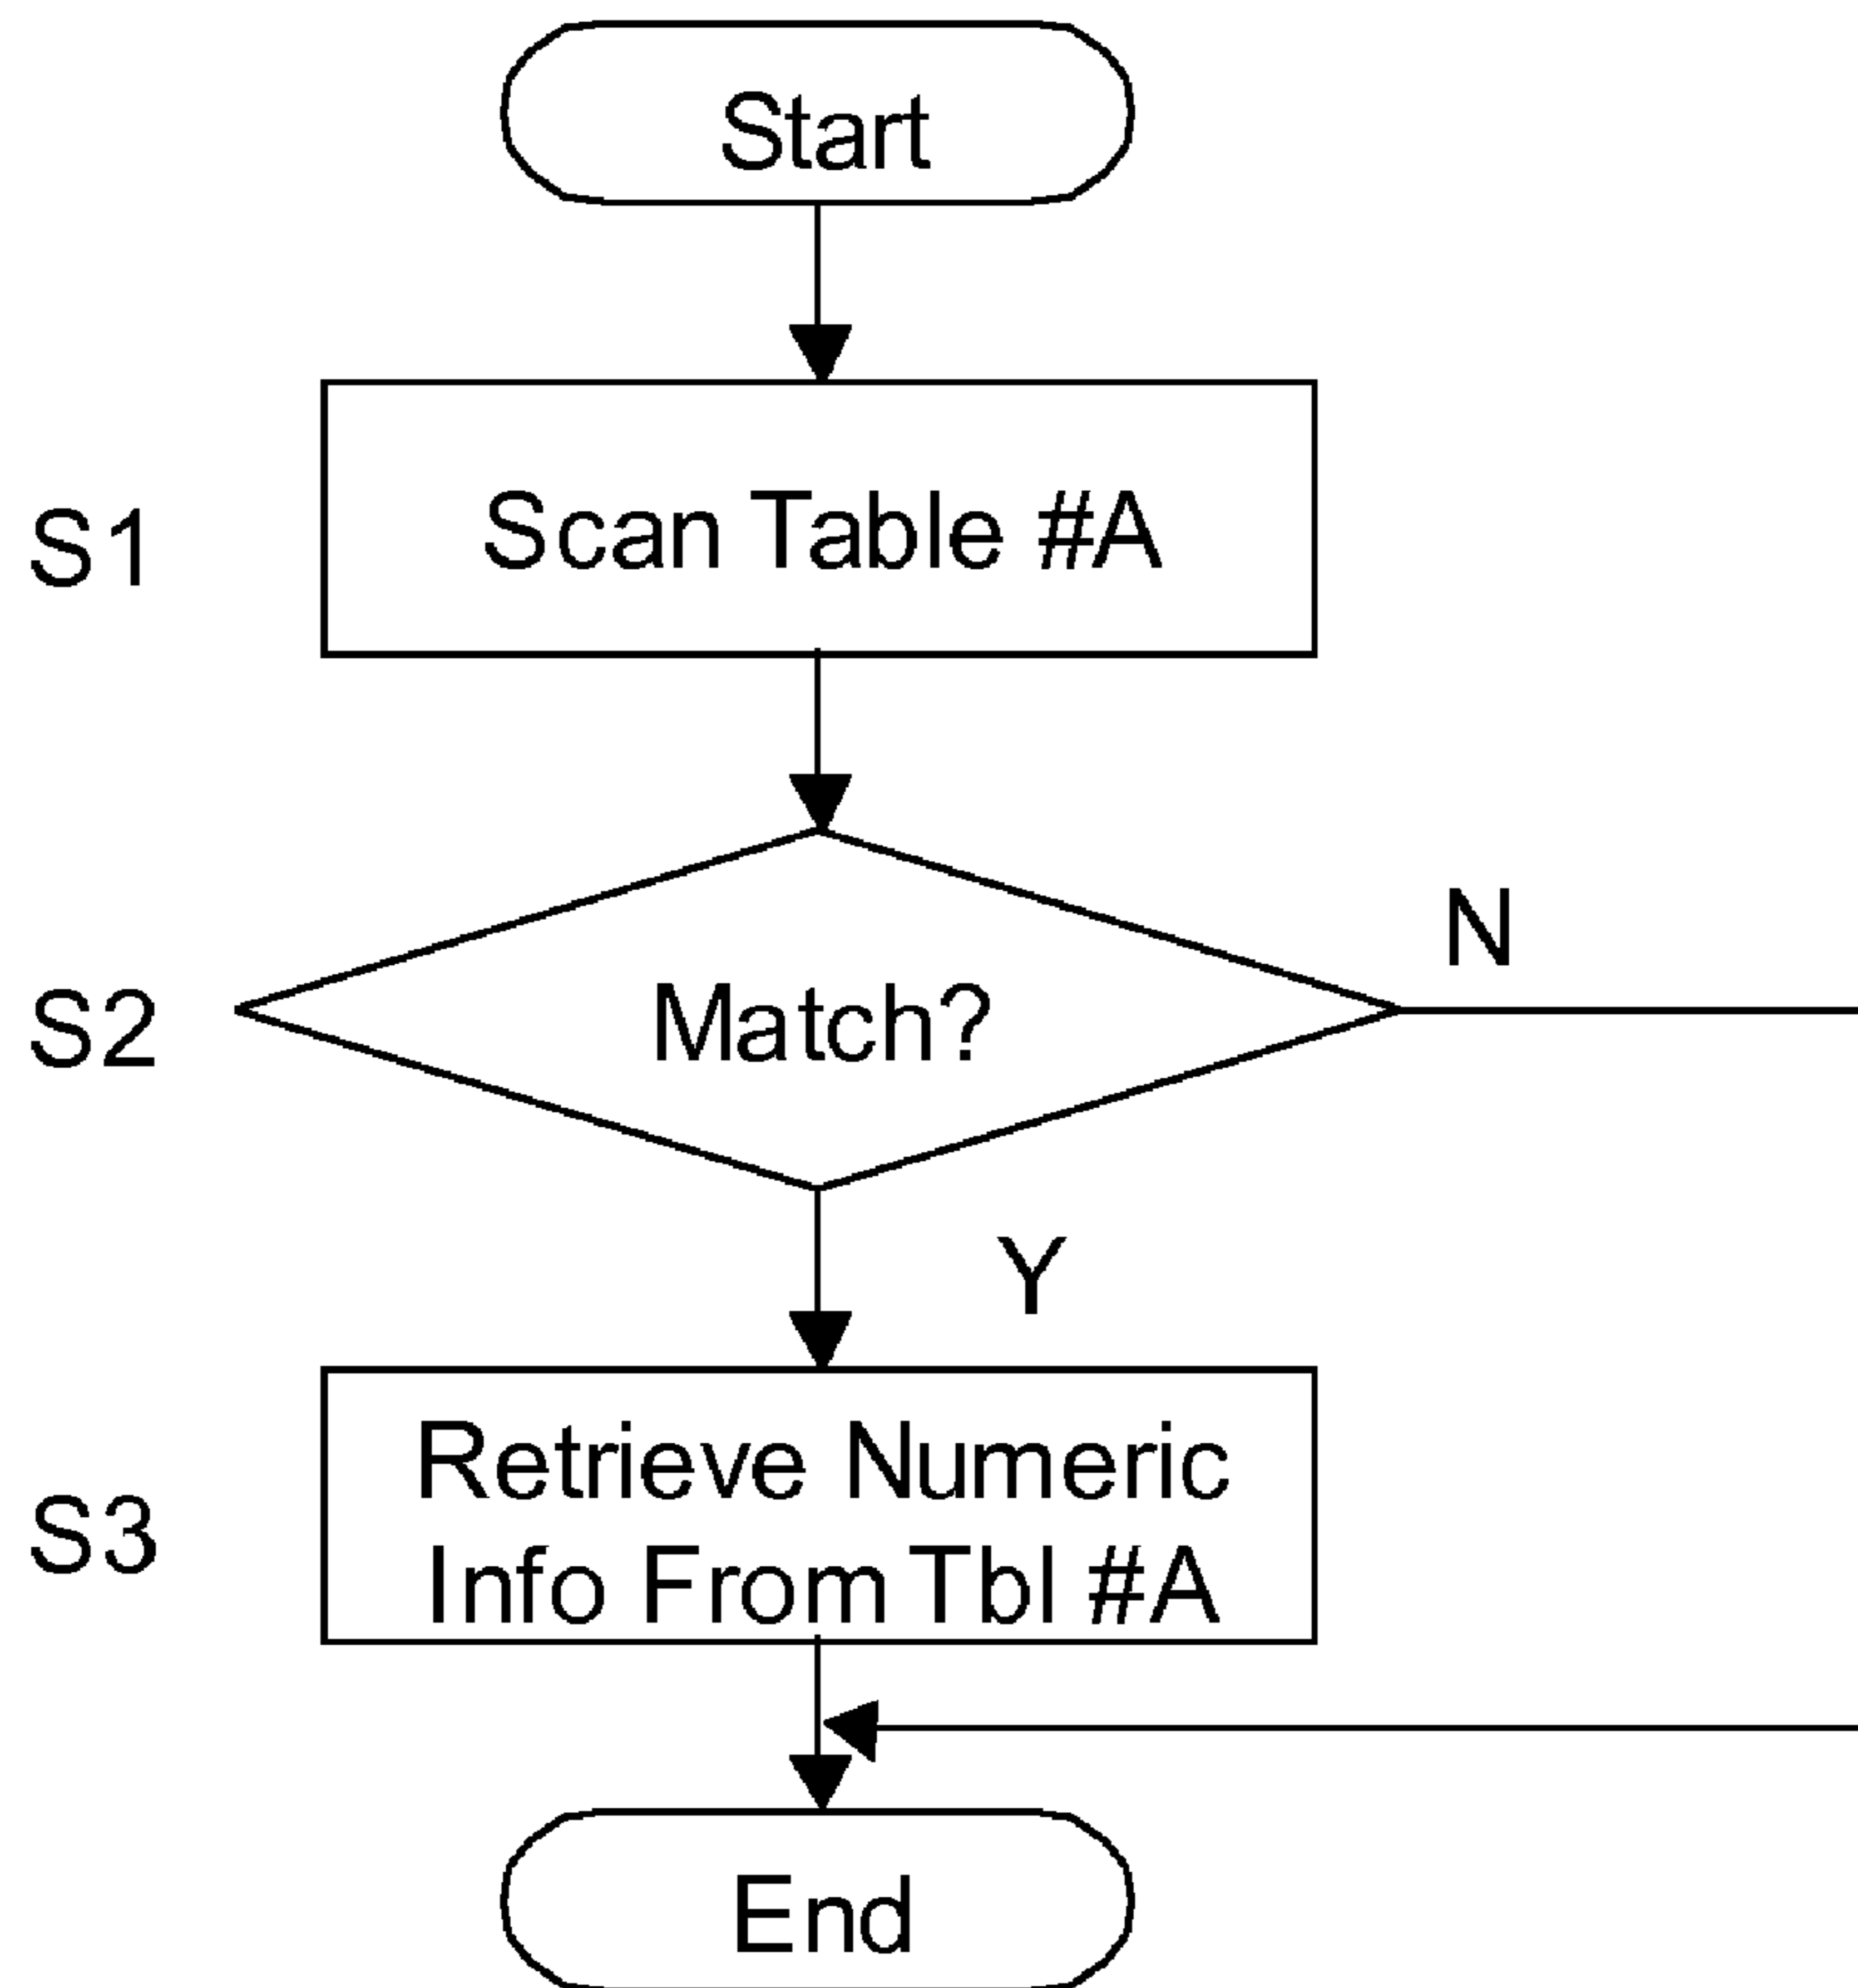 Start
S1
Scan Table #A
S2
Match?
N
Y
S3
Retrieve Numeric
Info From Tbl #A
End